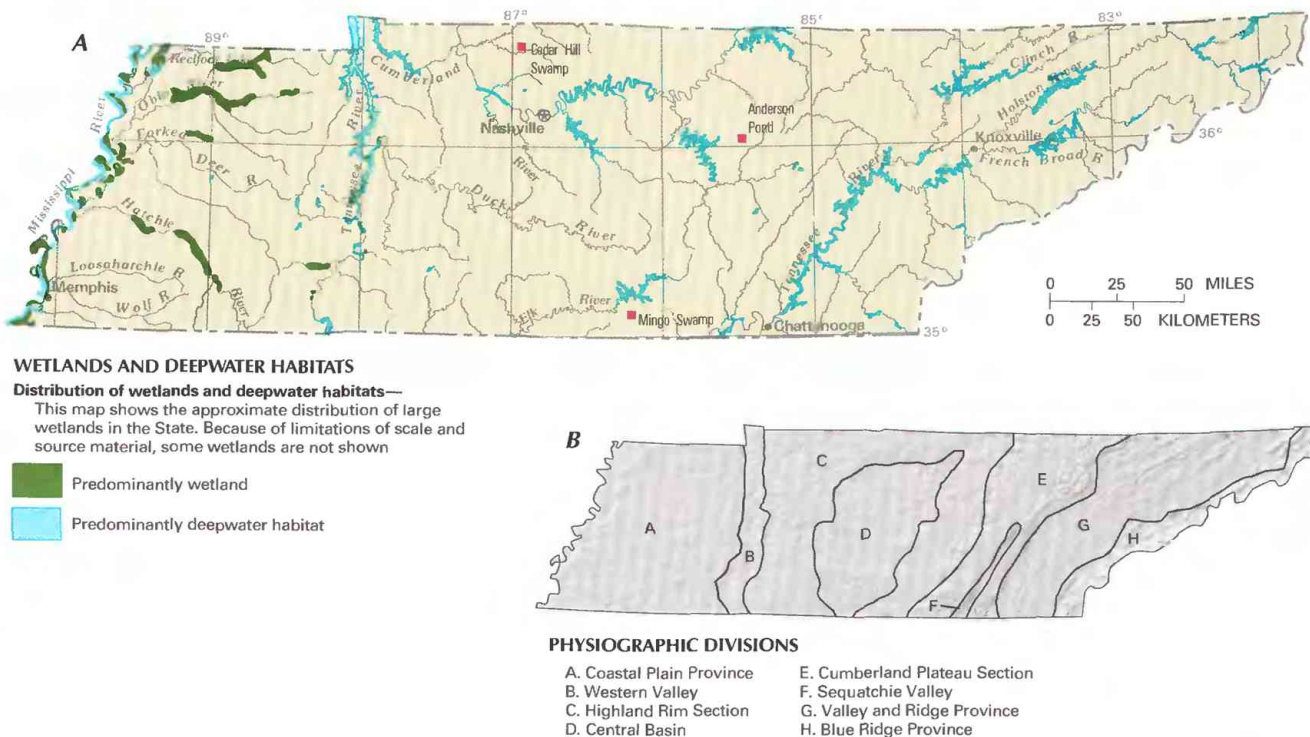 A
89°
87°
85°
83°
Reelfoot
Cumberland
Cedar Hill
Swamp
Clinch R
Holston River
River
River
Obion River
Nashville
Anderson
Pond
Knoxville
36°
Forked
Deer R
River
River
French Broad R
Mississippi
Tennessee
Duck
River
Hatchie
Tennessee
Loosahatchie R
Memphis
Wolf R
River
Elk
River
Mingo Swamp
Chattanooga
35°
0 25 50 MILES
0 25 50 KILOMETERS
WETLANDS AND DEEPWATER HABITATS
Distribution of wetlands and deepwater habitats—
This map shows the approximate distribution of large
wetlands in the State. Because of limitations of scale and
source material, some wetlands are not shown
Predominantly wetland
Predominantly deepwater habitat
B
A
B
C
D
E
F
G
H
PHYSIOGRAPHIC DIVISIONS
A. Coastal Plain Province
B. Western Valley
C. Highland Rim Section
D. Central Basin
E. Cumberland Plateau Section
F. Sequatchie Valley
G. Valley and Ridge Province
H. Blue Ridge Province